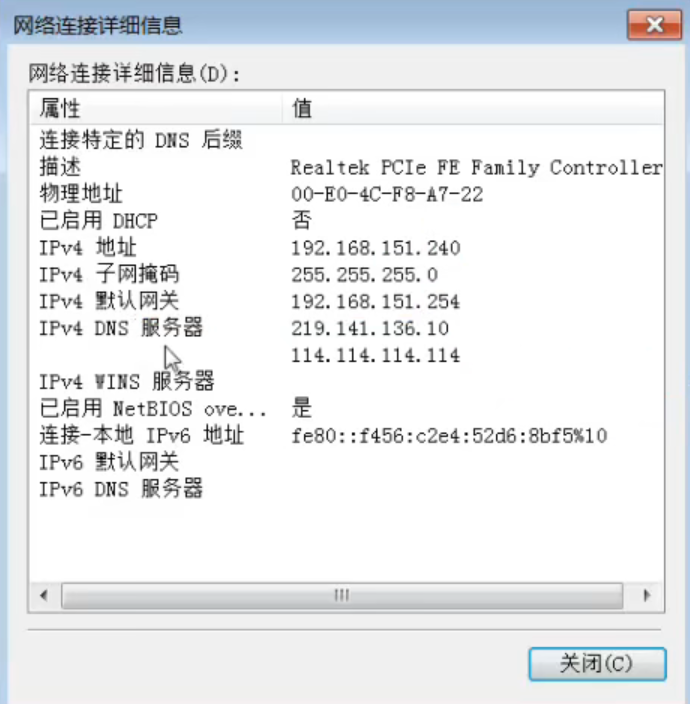 网络连接详细信息
网络连接详细信息(D):
属性 值
连接特定的 DNS 后缀
描述 Realtek PCIe FE Family Controller
物理地址 00-E0-4C-F8-A7-22
已启用 DHCP 否
IPv4 地址 192.168.151.240
IPv4 子网掩码 255.255.255.0
IPv4 默认网关 192.168.151.254
IPv4 DNS 服务器 219.141.136.10
114.114.114.114
IPv4 WINS 服务器
已启用 NetBIOS ove... 是
连接-本地 IPv6 地址 fe80::f456:c2e4:52d6:8bf5%10
IPv6 默认网关
IPv6 DNS 服务器
关闭(C)